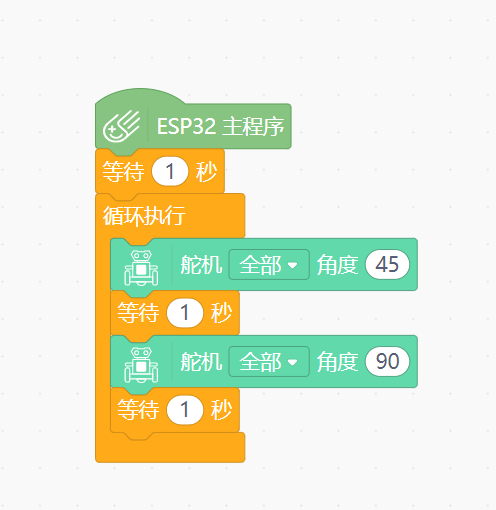 ESP32 主程序
等待 1 秒
循环执行
舵机 全部 角度 45
等待 1 秒
舵机 全部 角度 90
等待 1 秒